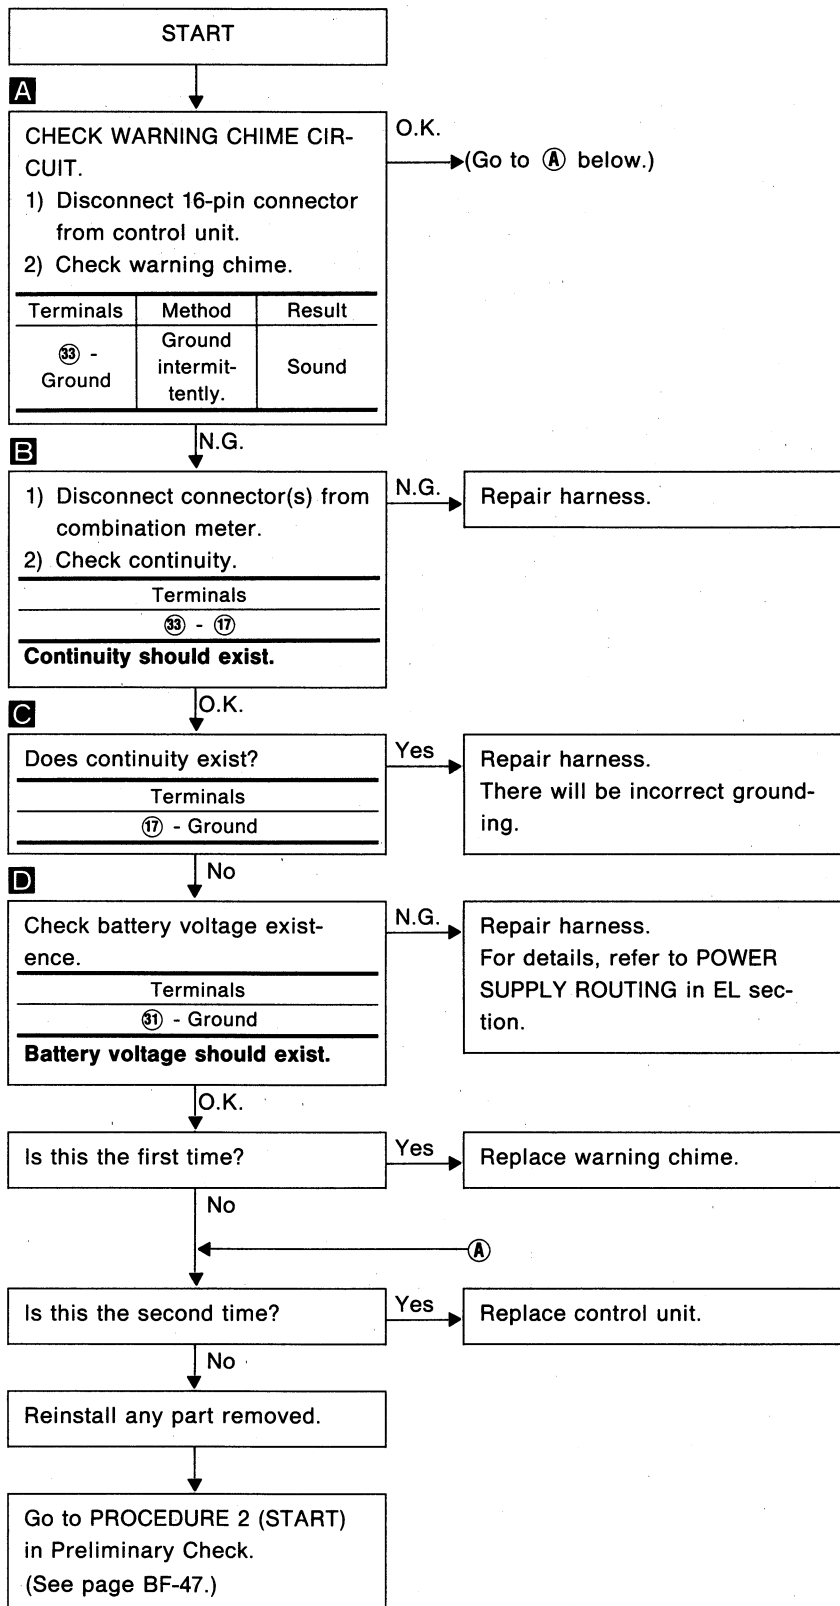 START
A
CHECK WARNING CHIME CIR-
CUIT.
1) Disconnect 16-pin connector
from control unit.
2) Check warning chime.
Terminals Method Result
㉝ -
Ground
Ground
intermit-
tently.
Sound
O.K.
(Go to Ⓐ below.)
N.G.
B
1) Disconnect connector(s) from
combination meter.
2) Check continuity.
Terminals
㉝ - ⑰
Continuity should exist.
N.G.
Repair harness.
O.K.
C
Does continuity exist?
Terminals
⑰ - Ground
Yes
Repair harness.
There will be incorrect ground-
ing.
No
D
Check battery voltage exist-
ence.
Terminals
㉛ - Ground
Battery voltage should exist.
N.G.
Repair harness.
For details, refer to POWER
SUPPLY ROUTING in EL sec-
tion.
O.K.
Is this the first time?
Yes
Replace warning chime.
No
Ⓐ
Is this the second time?
Yes
Replace control unit.
No
Reinstall any part removed.
Go to PROCEDURE 2 (START)
in Preliminary Check.
(See page BF-47.)